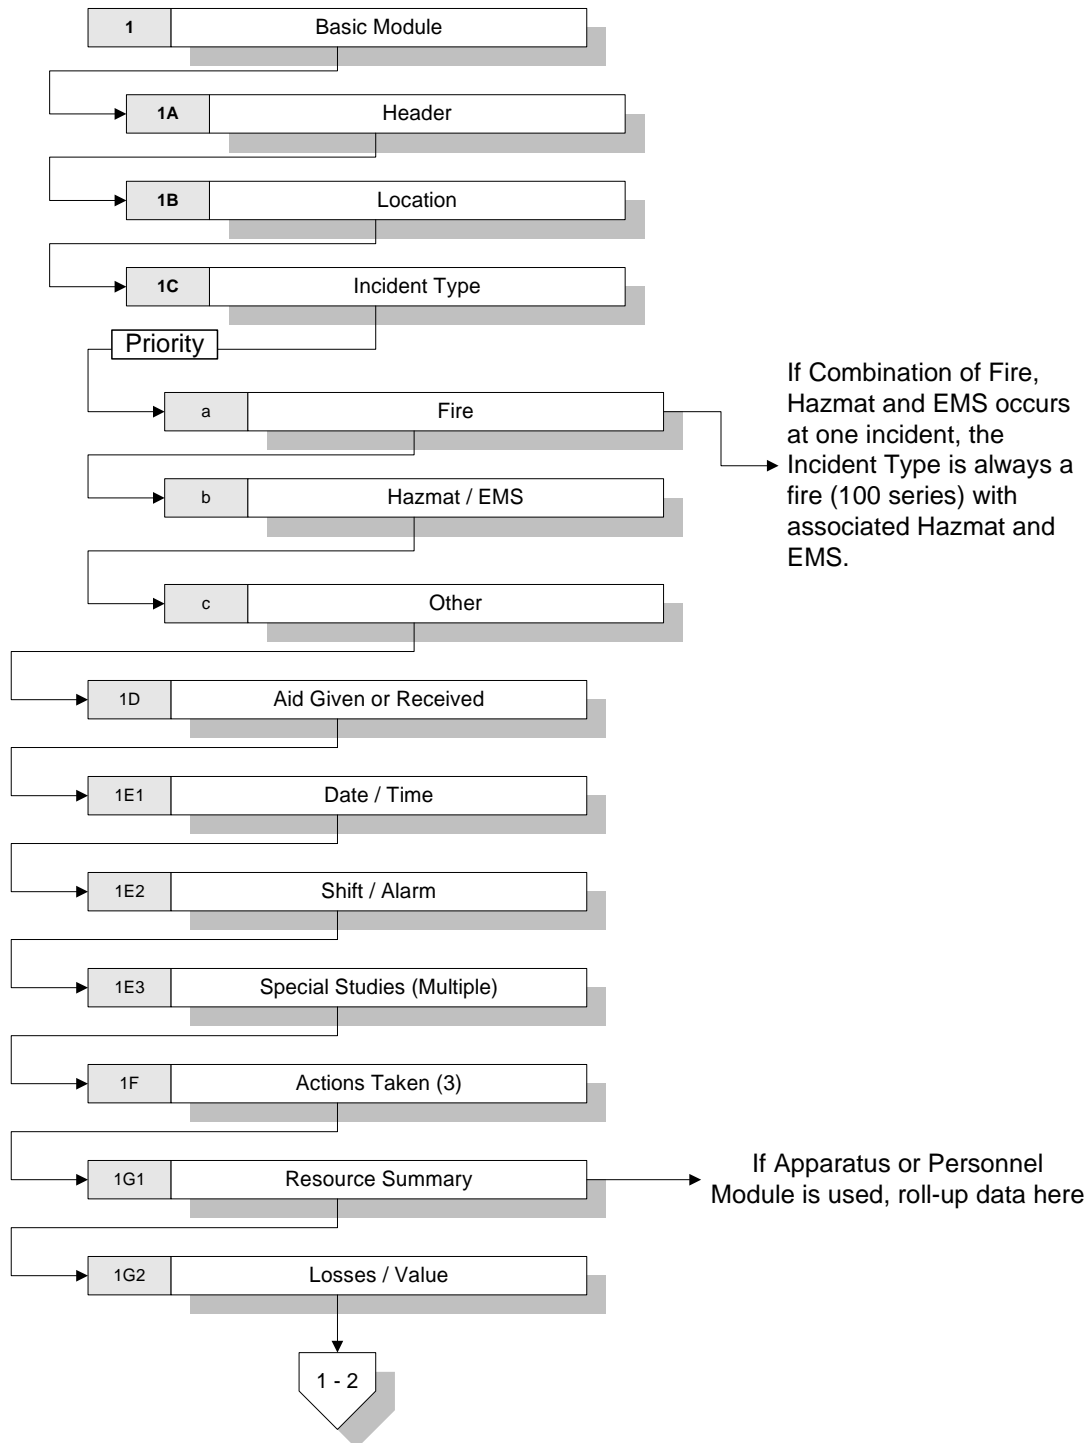 1 Basic Module
1A Header
1B Location
1C Incident Type
Priority
a Fire
If Combination of Fire,
Hazmat and EMS occurs
at one incident, the
Incident Type is always a
fire (100 series) with
associated Hazmat and
EMS.
b Hazmat / EMS
c Other
1D Aid Given or Received
1E1 Date / Time
1E2 Shift / Alarm
1E3 Special Studies (Multiple)
1F Actions Taken (3)
1G1 Resource Summary
If Apparatus or Personnel
Module is used, roll-up data here
1G2 Losses / Value
1 - 2